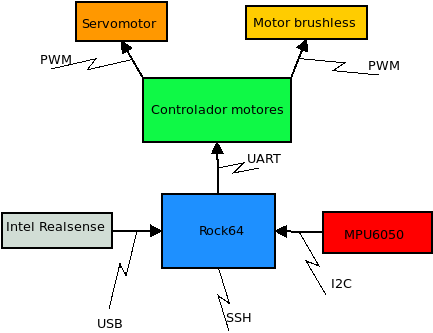 Servomotor
Motor brushless
PWM
PWM
Controlador motores
UART
Intel Realsense
Rock64
MPU6050
I2C
USB
SSH